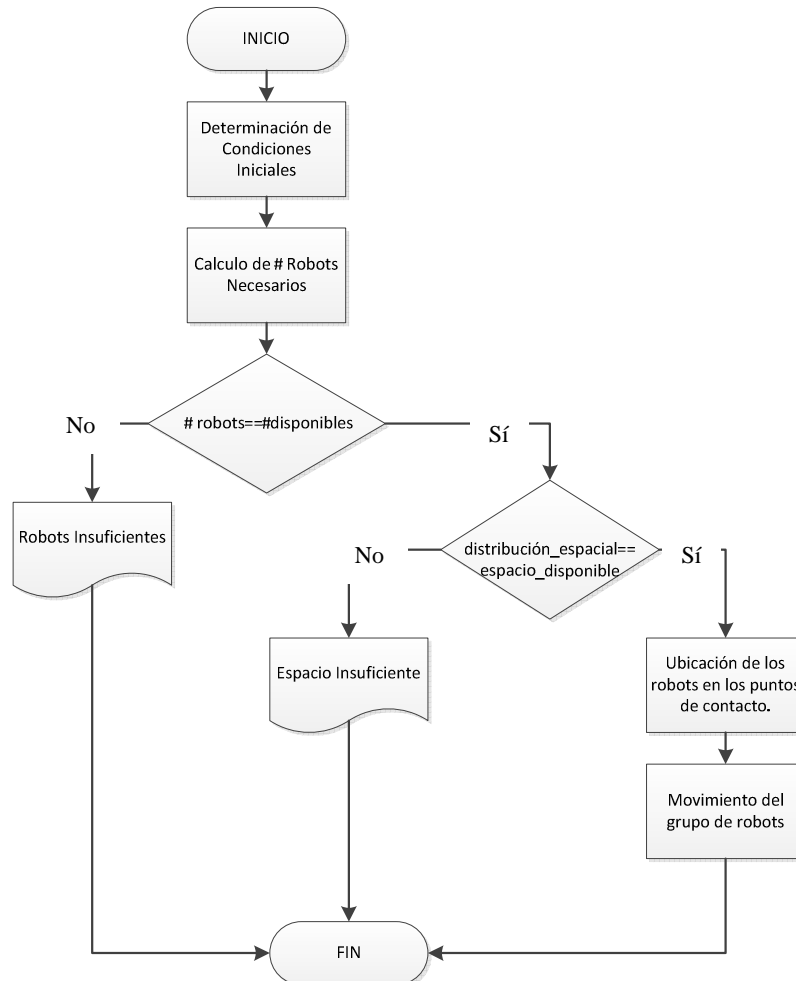 INICIO
Determinación de
Condiciones
Iniciales
Calculo de # Robots
Necesarios
# robots==#disponibles
No
Sí
Robots Insuficientes
distribución_espacial==
espacio_disponible
No
Sí
Espacio Insuficiente
Ubicación de los
robots en los puntos
de contacto.
Movimiento del
grupo de robots
FIN